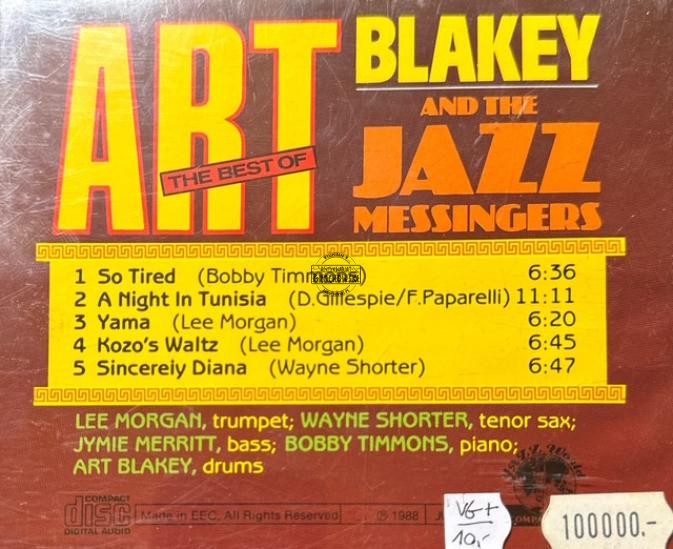 ART
BLAKEY
AND THE
JAZZ
MESSINGERS
THE BEST OF
1 So Tired (Bobby Timmons) 6:36
2 A Night In Tunisia (D.Gillespie/F.Paparelli) 11:11
3 Yama (Lee Morgan) 6:20
4 Kozo's Waltz (Lee Morgan) 6:45
5 Sincerely Diana (Wayne Shorter) 6:47
LEE MORGAN, trumpet; WAYNE SHORTER, tenor sax;
JYMIE MERRITT, bass; BOBBY TIMMONS, piano;
ART BLAKEY, drums
COMPACT
disc
DIGITAL AUDIO
Made in EEC. All Rights Reserved
℗ 1988
VG+
10,-
100000.-